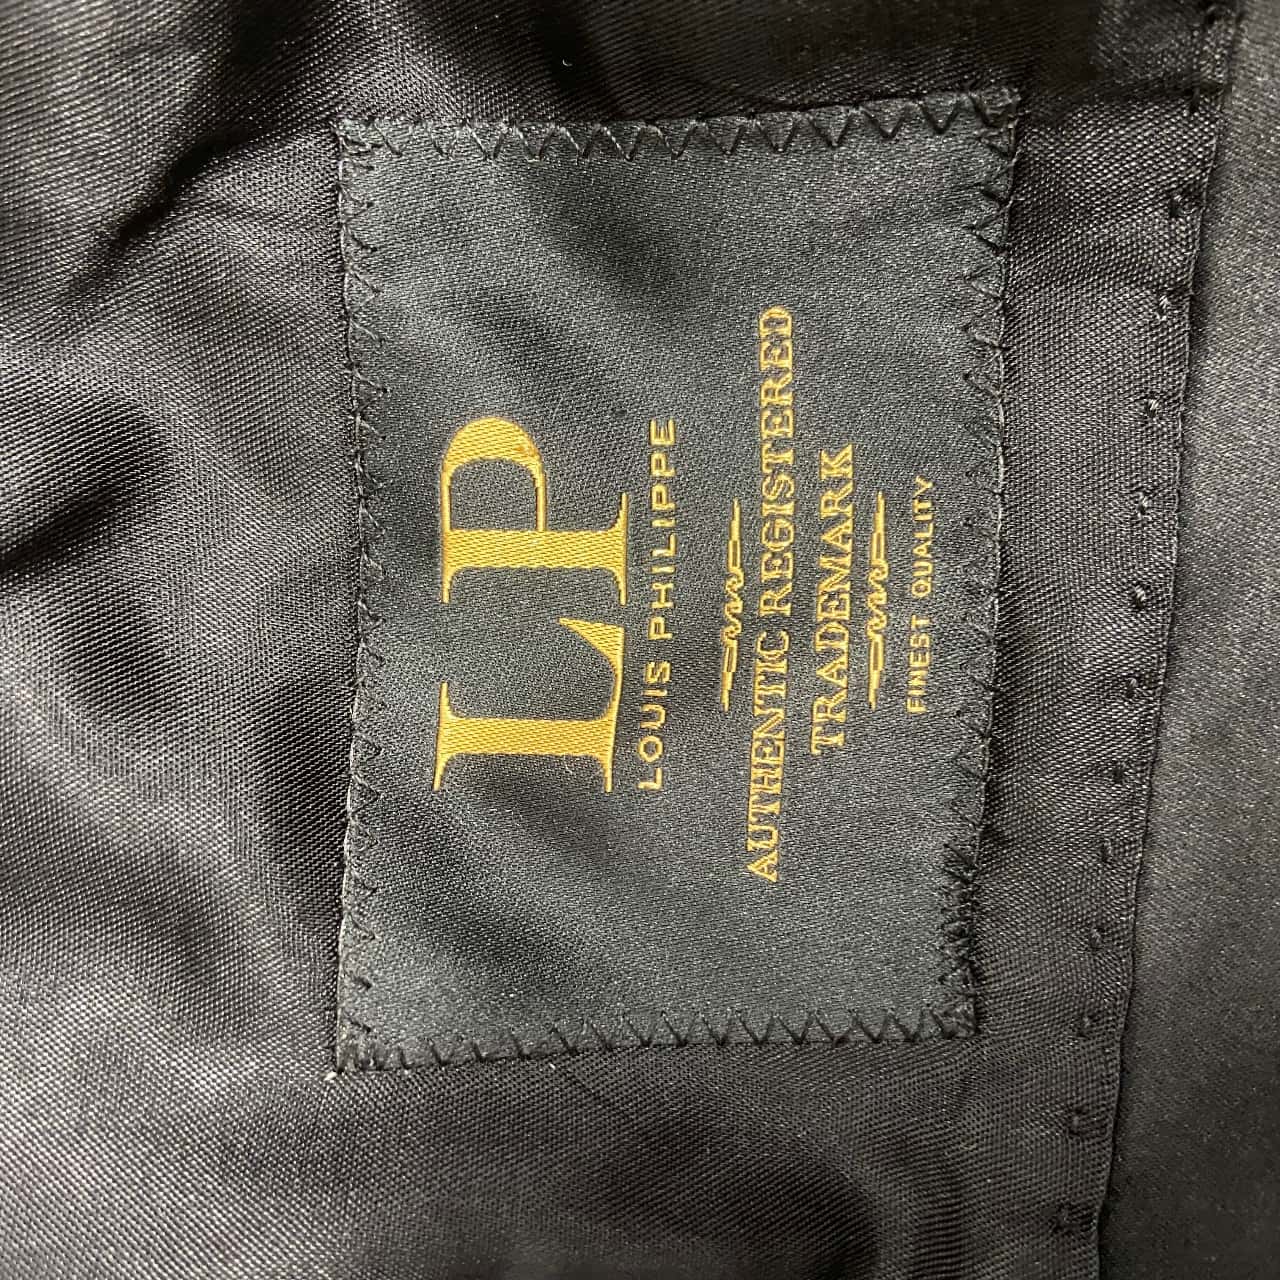 LP
LOUIS PHILIPPE
AUTHENTIC REGISTERED
TRADEMARK
FINEST QUALITY